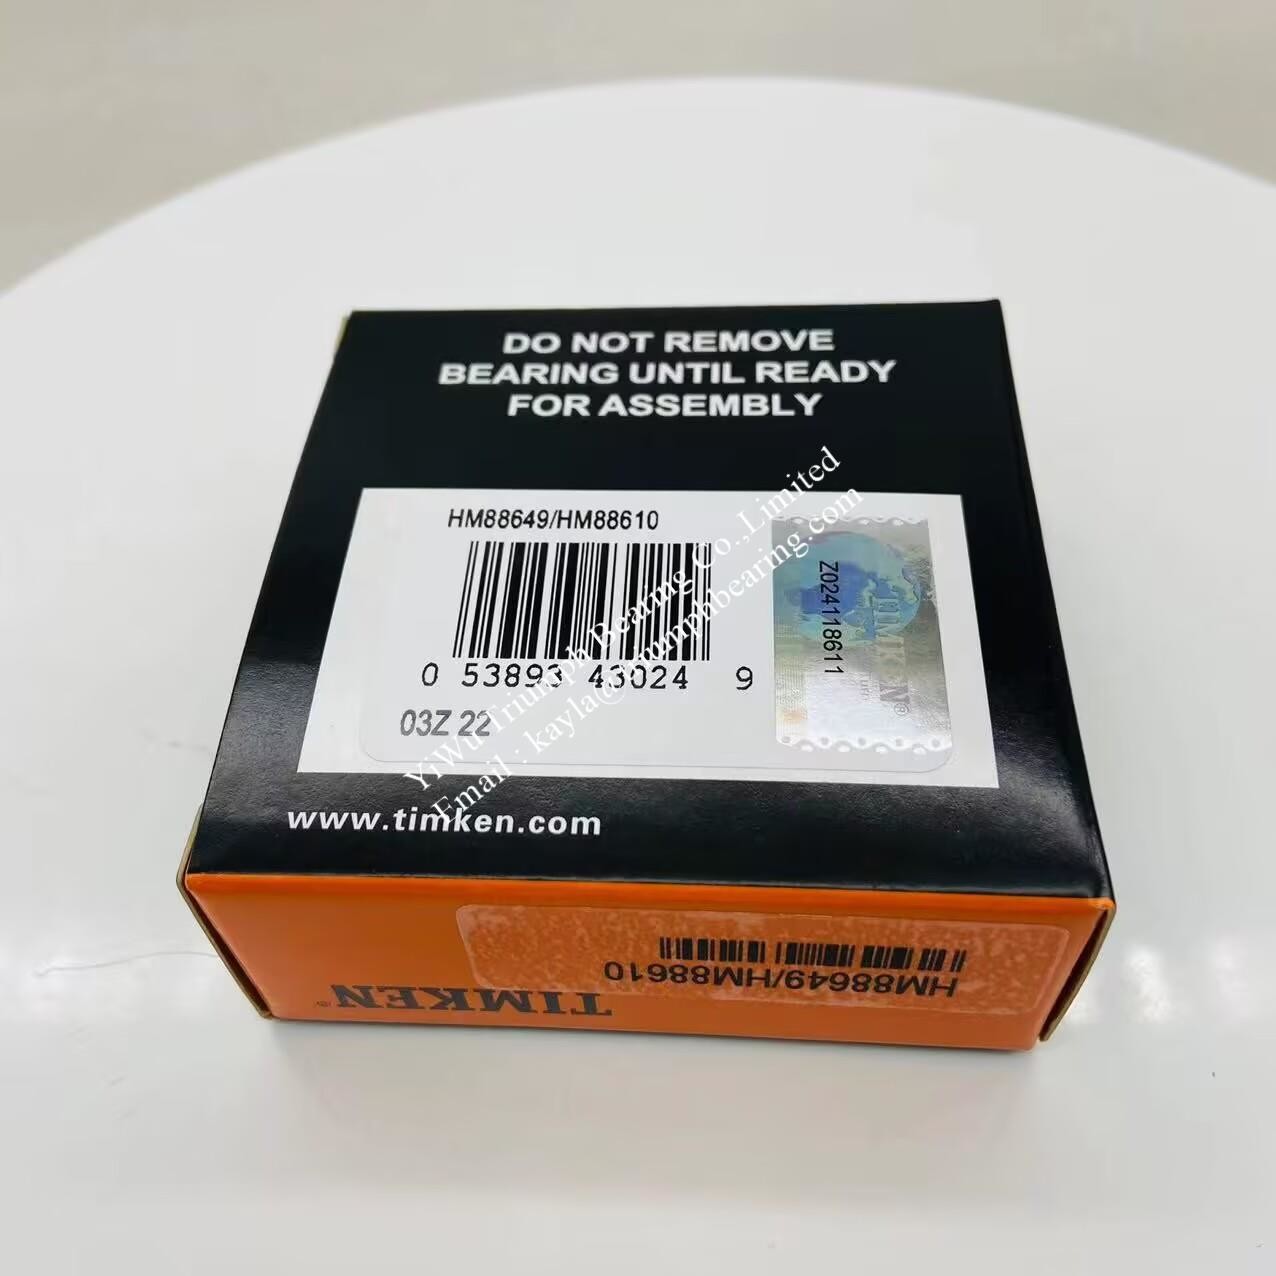 DO NOT REMOVE
BEARING UNTIL READY
FOR ASSEMBLY
HM88649/HM88610
0 53893 43024 9
03Z 22
Z024118611
TIMKEN®
YiWu Triumph Bearing Co.,Limited
Email : kayla@triumphbearing.com
www.timken.com
HM88649/HM88610
TIMKEN®